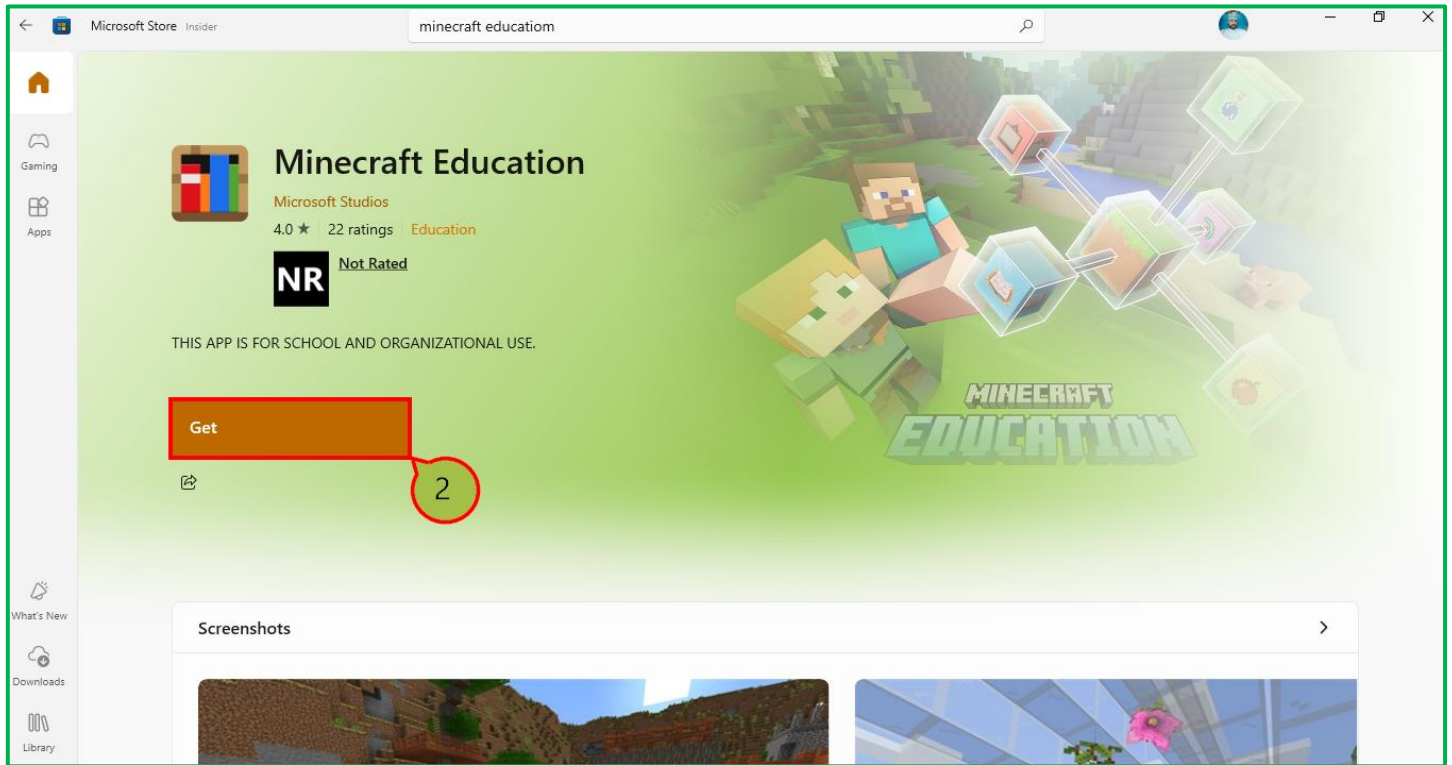 Microsoft Store Insider
minecraft educatiom
Gaming
Apps
Minecraft Education
Microsoft Studios
4.0 ★ 22 ratings Education
NR Not Rated
THIS APP IS FOR SCHOOL AND ORGANIZATIONAL USE.
Get
2
MINECRAFT
EDUCATION
What's New
Downloads
Library
Screenshots